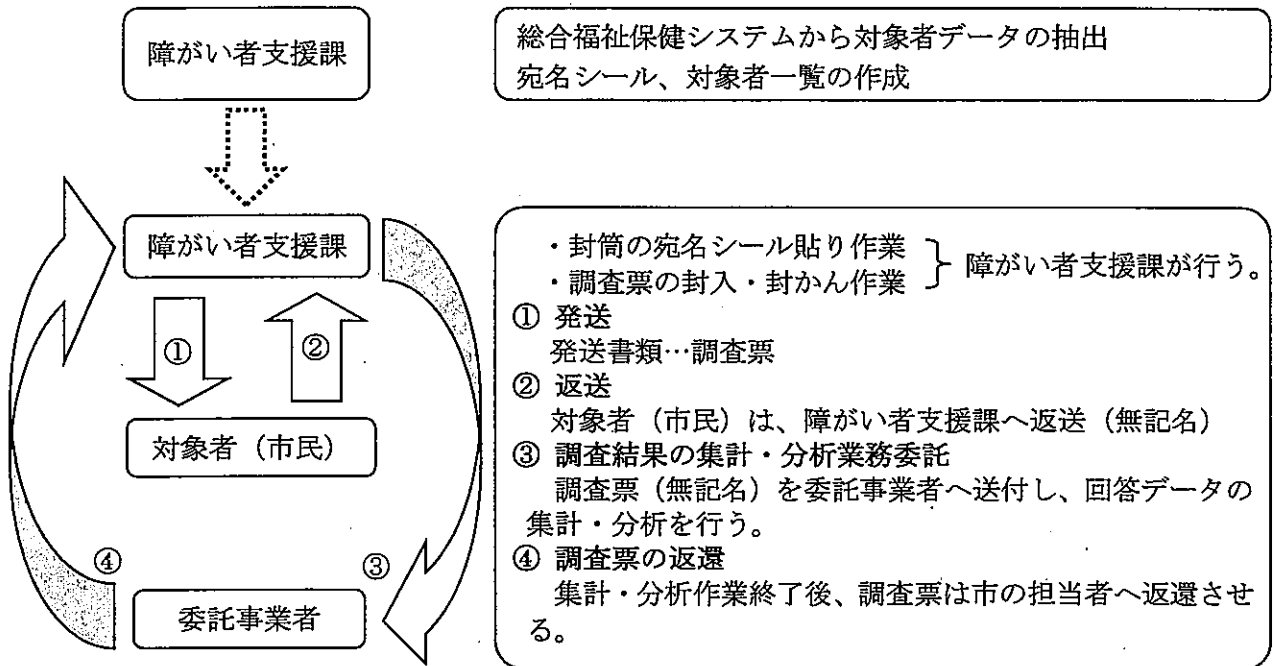 障がい者支援課
総合福祉保健システムから対象者データの抽出
宛名シール、対象者一覧の作成
障がい者支援課
①
②
対象者（市民）
④
③
委託事業者
・封筒の宛名シール貼り作業
・調査票の封入・封かん作業
障がい者支援課が行う。
① 発送
発送書類…調査票
② 返送
対象者（市民）は、障がい者支援課へ返送（無記名）
③ 調査結果の集計・分析業務委託
調査票（無記名）を委託事業者へ送付し、回答データの
集計・分析を行う。
④ 調査票の返還
集計・分析作業終了後、調査票は市の担当者へ返還させ
る。